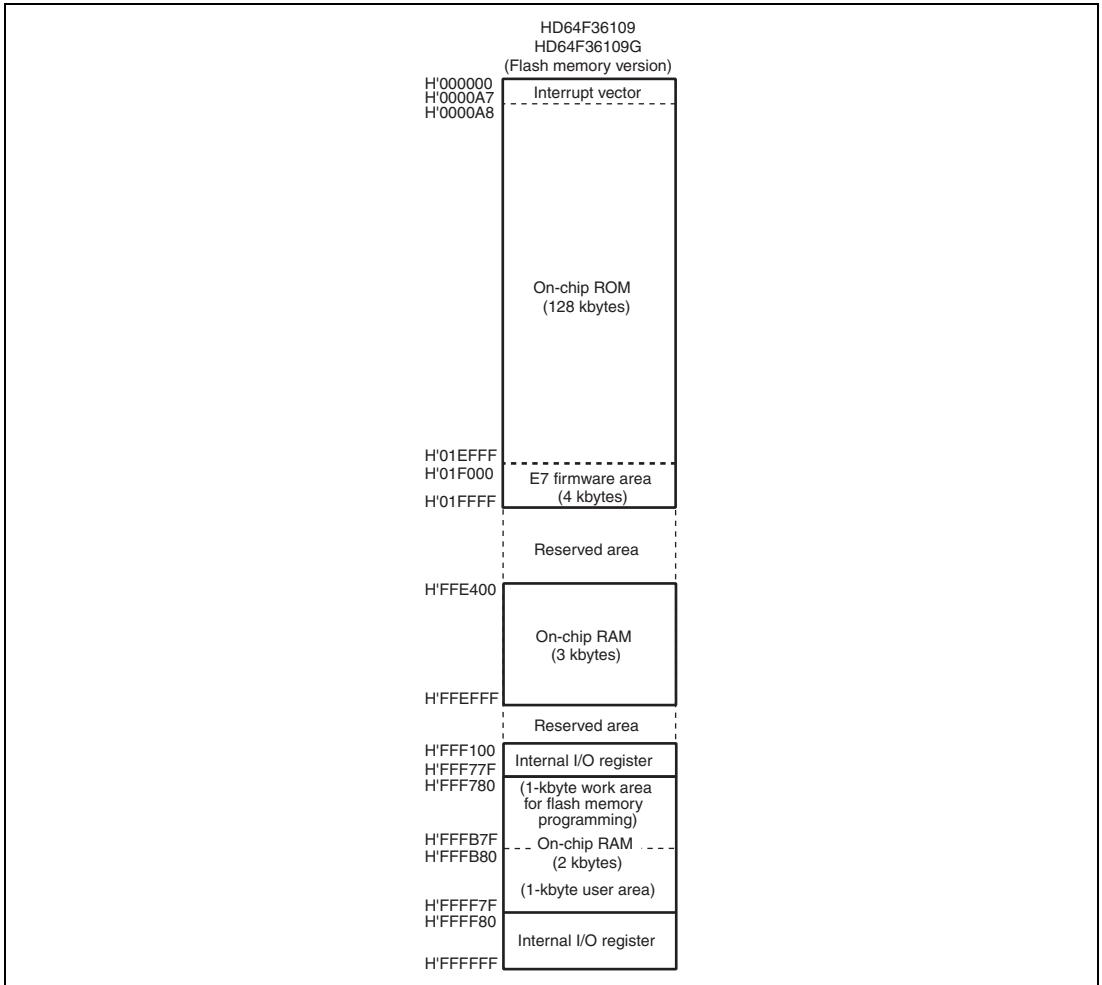 HD64F36109
HD64F36109G
(Flash memory version)
H'000000
Interrupt vector
H'0000A7
H'0000A8
On-chip ROM
(128 kbytes)
H'01EFFF
H'01F000
E7 firmware area
(4 kbytes)
H'01FFFF
Reserved area
H'FFE400
On-chip RAM
(3 kbytes)
H'FFEFFF
Reserved area
H'FFF100
Internal I/O register
H'FFF77F
H'FFF780
(1-kbyte work area
for flash memory
programming)
H'FFFB7F
On-chip RAM
H'FFFB80
(2 kbytes)
(1-kbyte user area)
H'FFFF7F
H'FFFF80
Internal I/O register
H'FFFFFF